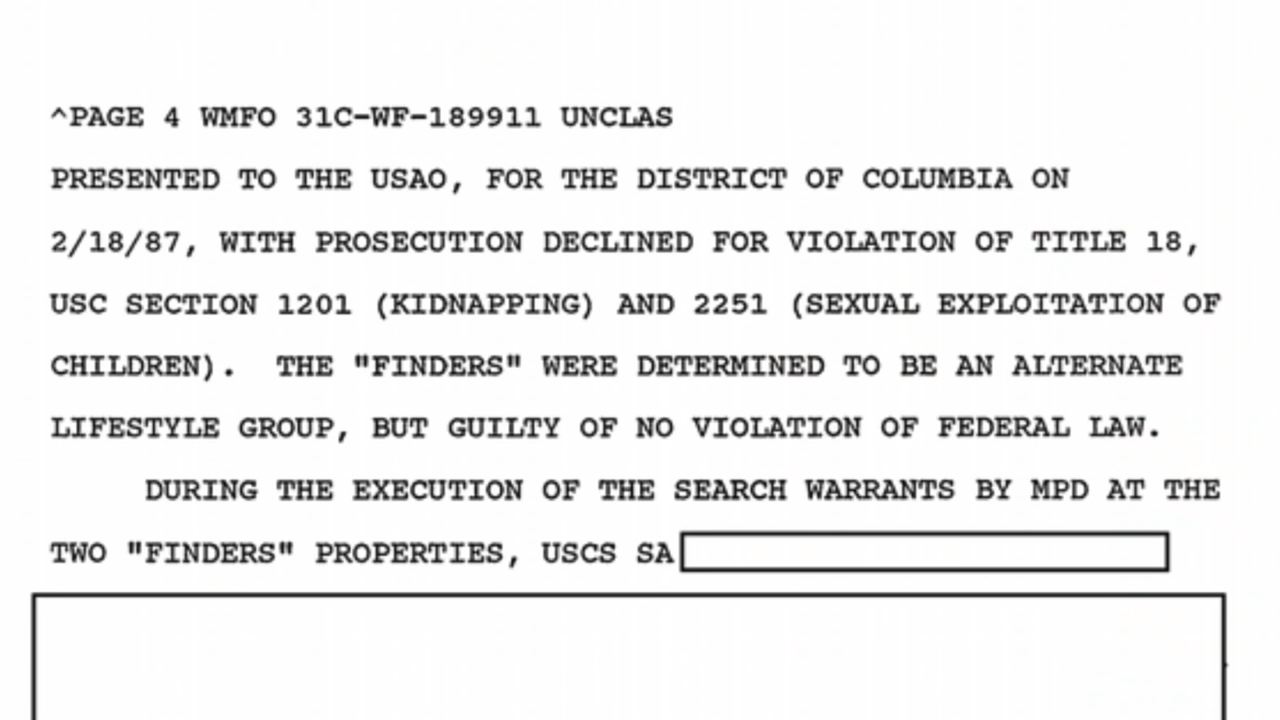 ^PAGE 4 WMFO 31C-WF-189911 UNCLAS
PRESENTED TO THE USAO, FOR THE DISTRICT OF COLUMBIA ON
2/18/87, WITH PROSECUTION DECLINED FOR VIOLATION OF TITLE 18,
USC SECTION 1201 (KIDNAPPING) AND 2251 (SEXUAL EXPLOITATION OF
CHILDREN).  THE "FINDERS" WERE DETERMINED TO BE AN ALTERNATE
LIFESTYLE GROUP, BUT GUILTY OF NO VIOLATION OF FEDERAL LAW.
DURING THE EXECUTION OF THE SEARCH WARRANTS BY MPD AT THE
TWO "FINDERS" PROPERTIES, USCS SA